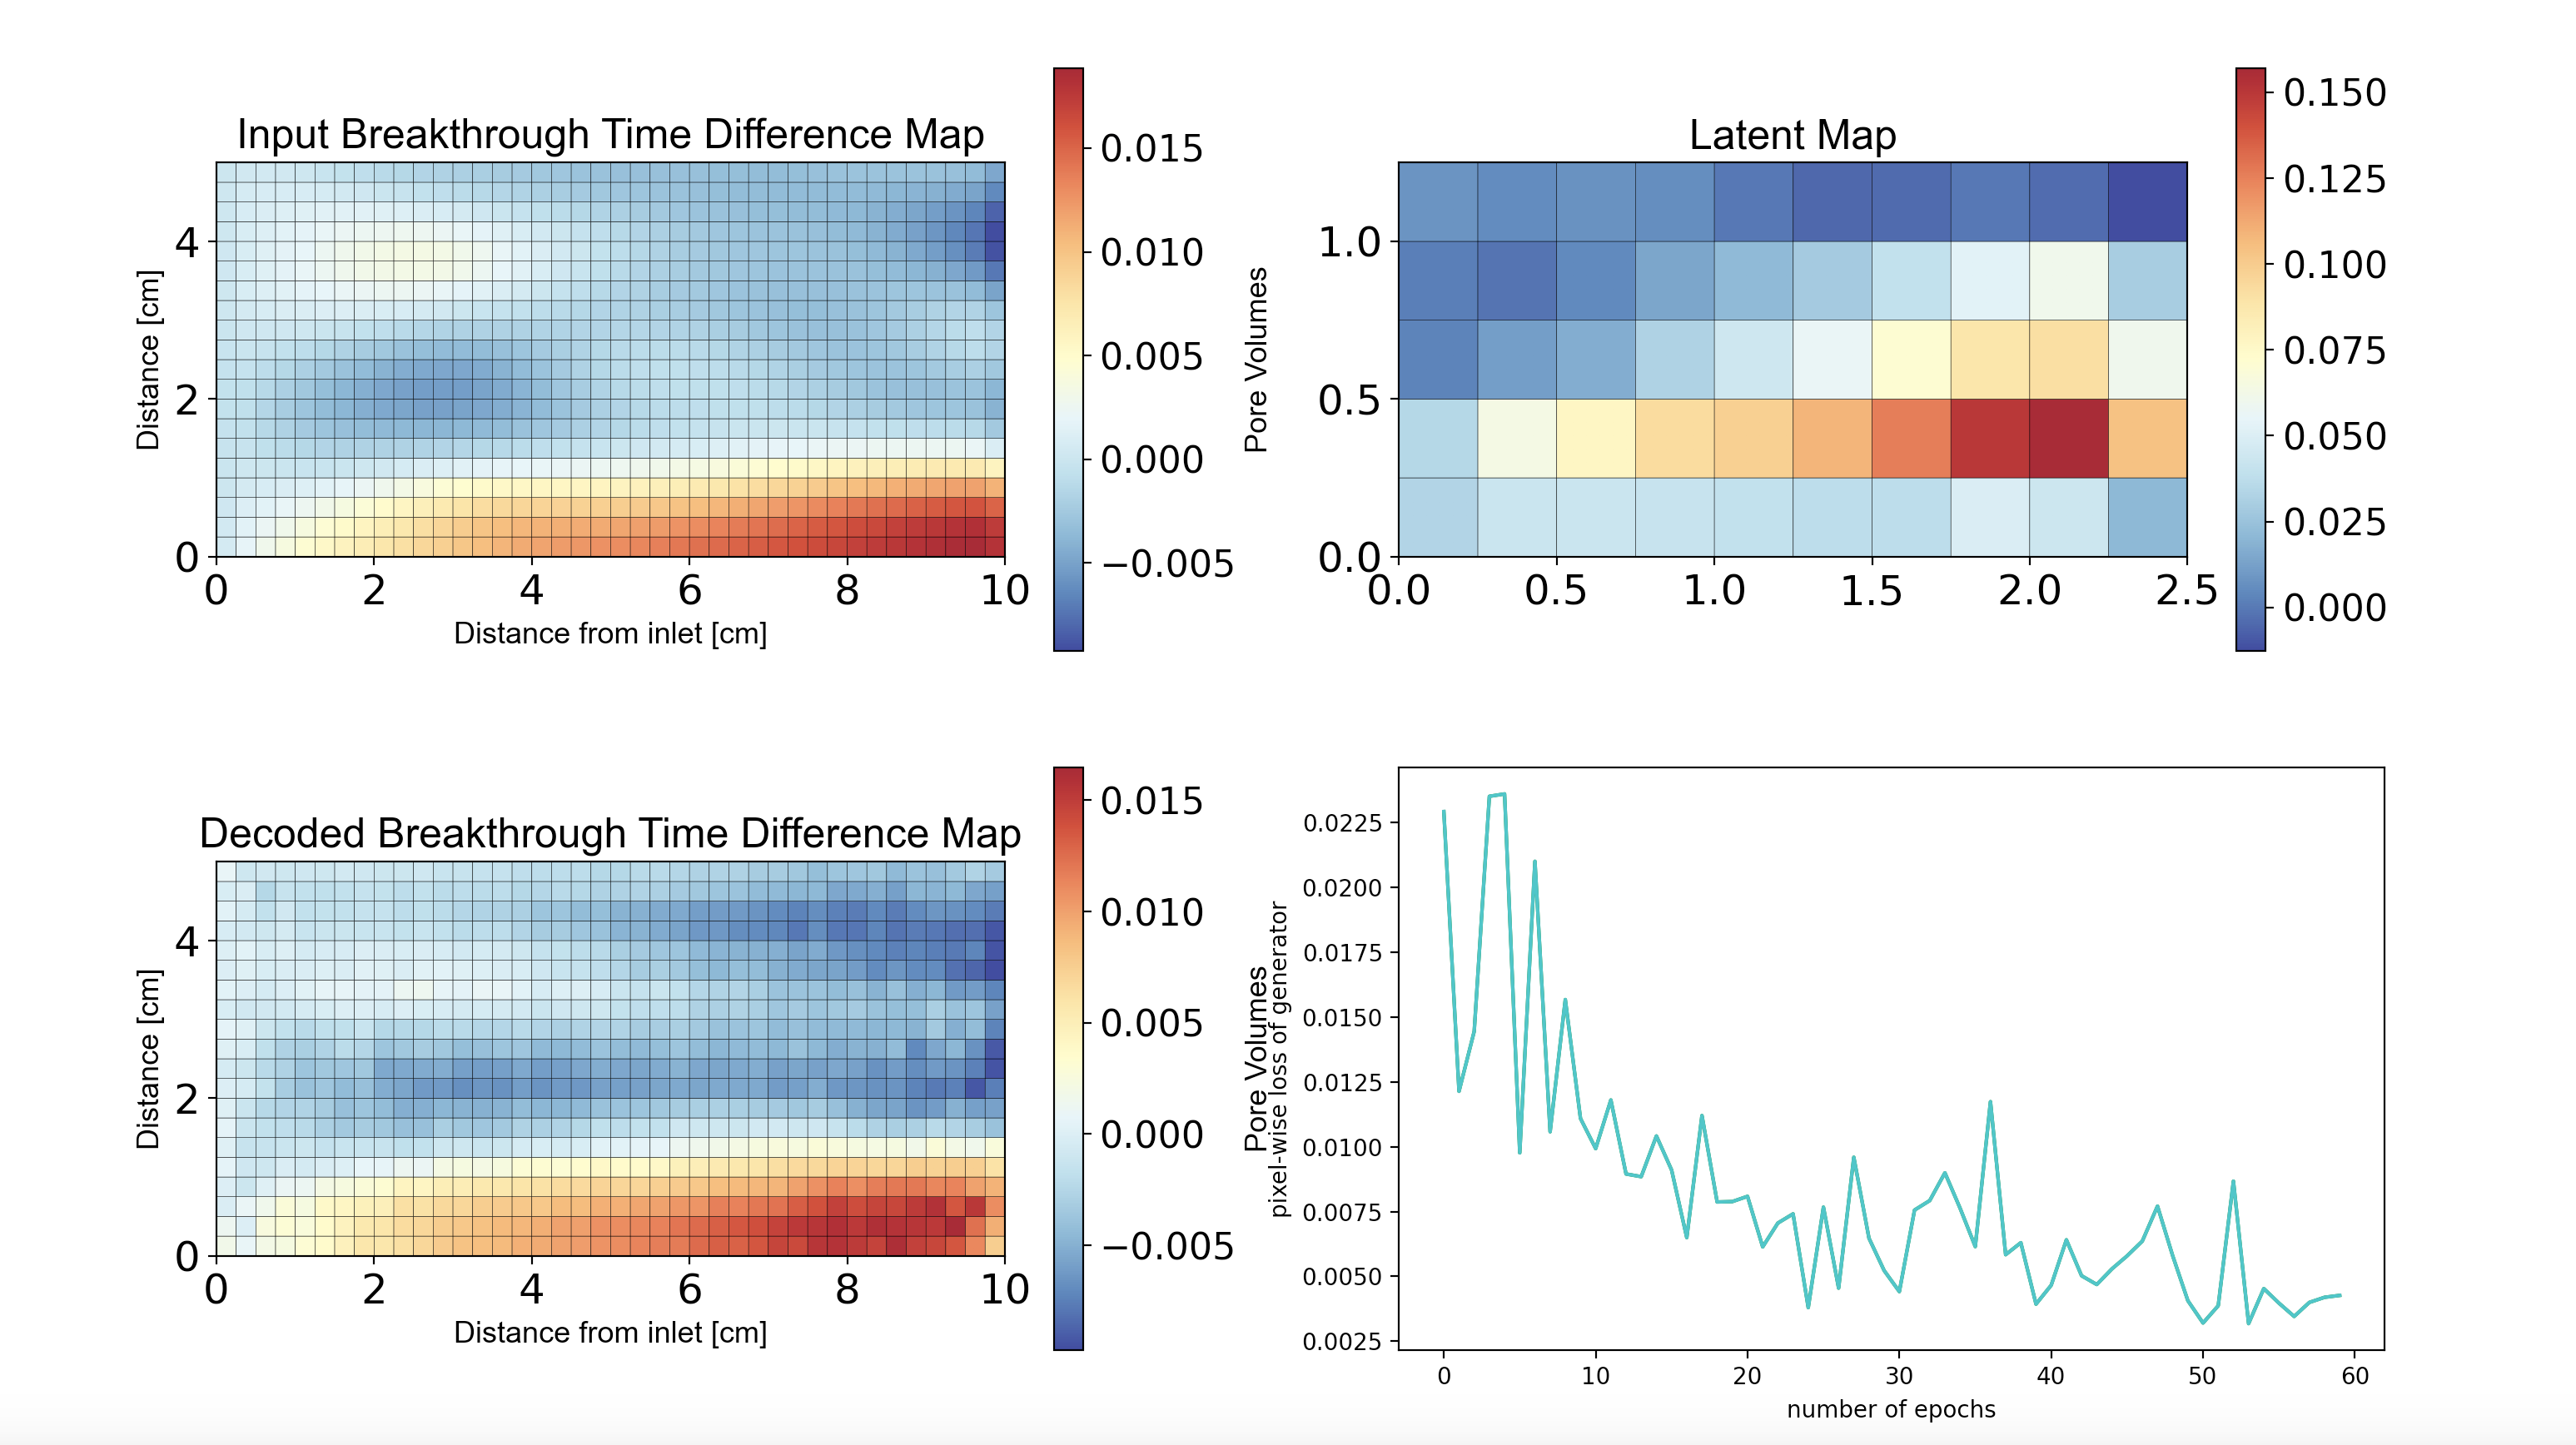 Input Breakthrough Time Difference Map
Distance [cm]
4
2
0
0 2 4 6 8 10
Distance from inlet [cm]
0.015
0.010
0.005
0.000
−0.005
Pore Volumes
Latent Map
1.0
0.5
0.0
0.0 0.5 1.0 1.5 2.0 2.5
0.150
0.125
0.100
0.075
0.050
0.025
0.000
Decoded Breakthrough Time Difference Map
Distance [cm]
4
2
0
0 2 4 6 8 10
Distance from inlet [cm]
0.015
0.010
0.005
0.000
−0.005
Pore Volumes
pixel-wise loss of generator
0.0225
0.0200
0.0175
0.0150
0.0125
0.0100
0.0075
0.0050
0.0025
0 10 20 30 40 50 60
number of epochs